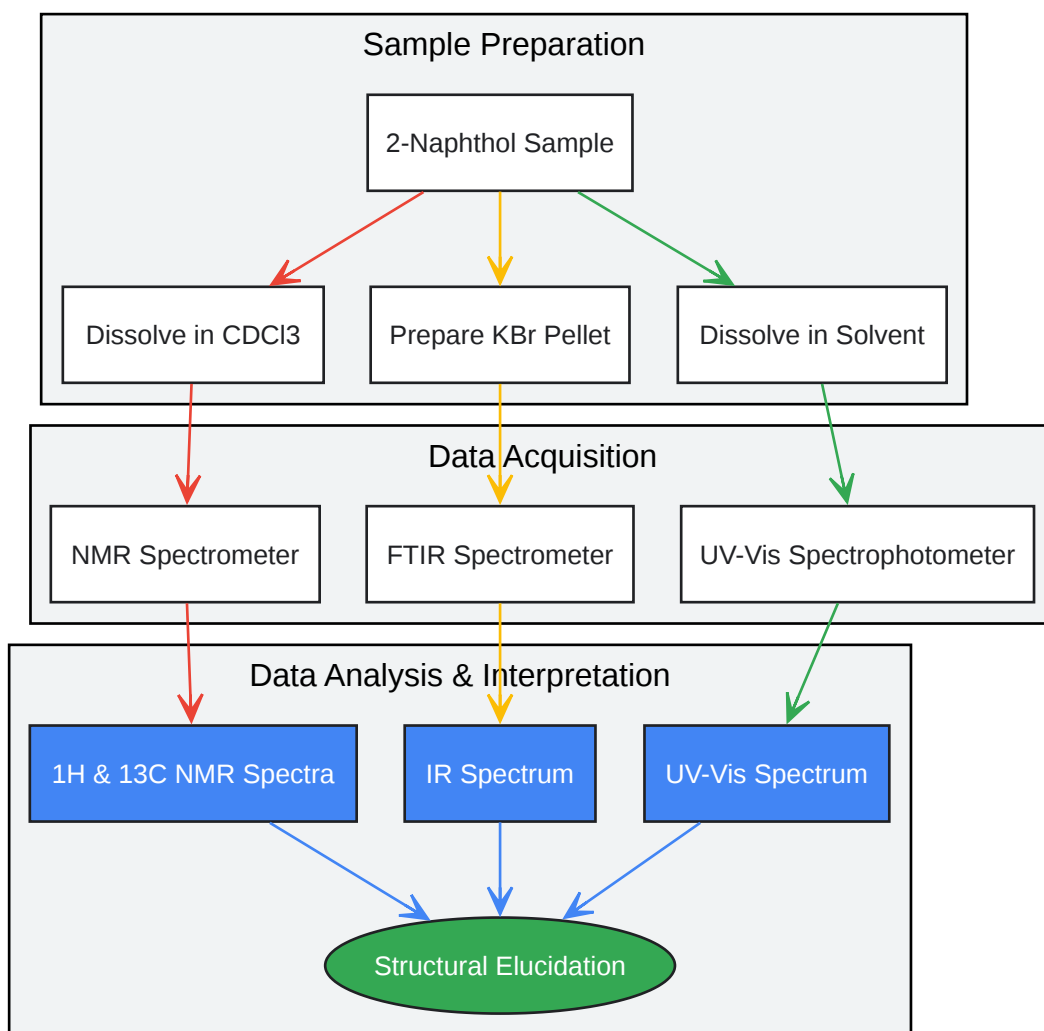 Sample Preparation
2-Naphthol Sample
Dissolve in CDCl3
Prepare KBr Pellet
Dissolve in Solvent
Data Acquisition
NMR Spectrometer
FTIR Spectrometer
UV-Vis Spectrophotometer
Data Analysis & Interpretation
1H & 13C NMR Spectra
IR Spectrum
UV-Vis Spectrum
Structural Elucidation